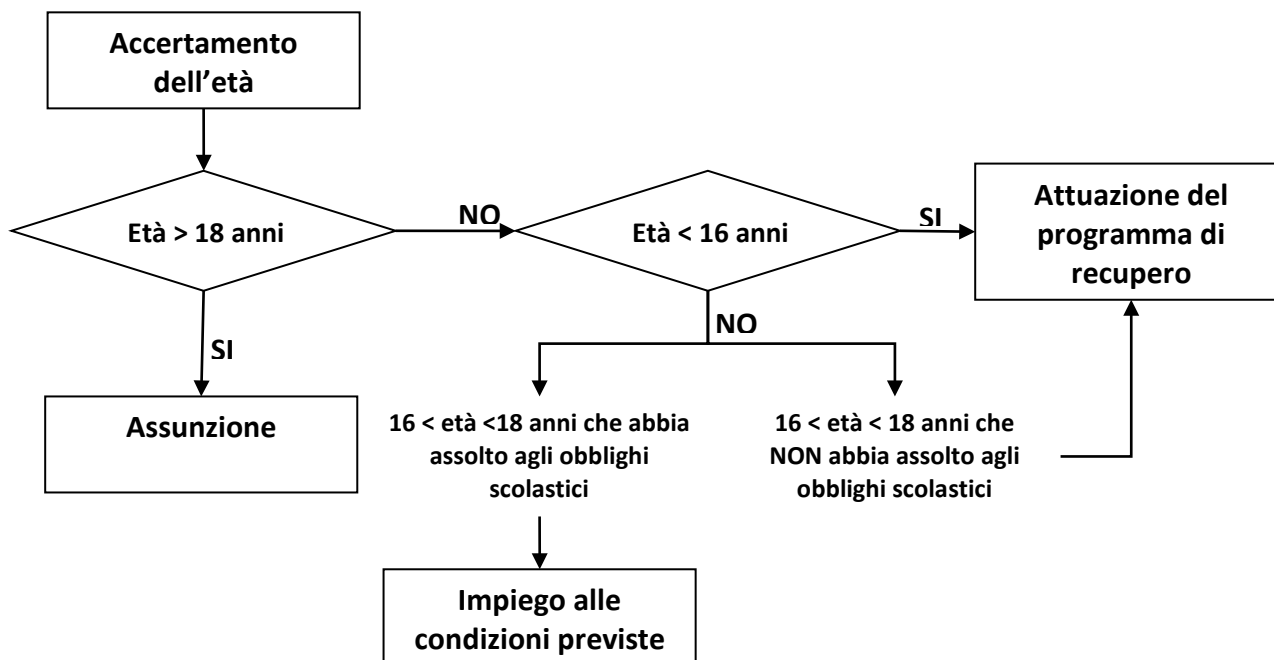 Accertamento
dell’età
Età > 18 anni
NO
Età < 16 anni
SI
Attuazione del
programma di
recupero
SI
NO
Assunzione
16 < età <18 anni che abbia
assolto agli obblighi
scolastici
16 < età < 18 anni che
NON abbia assolto agli
obblighi scolastici
Impiego alle
condizioni previste